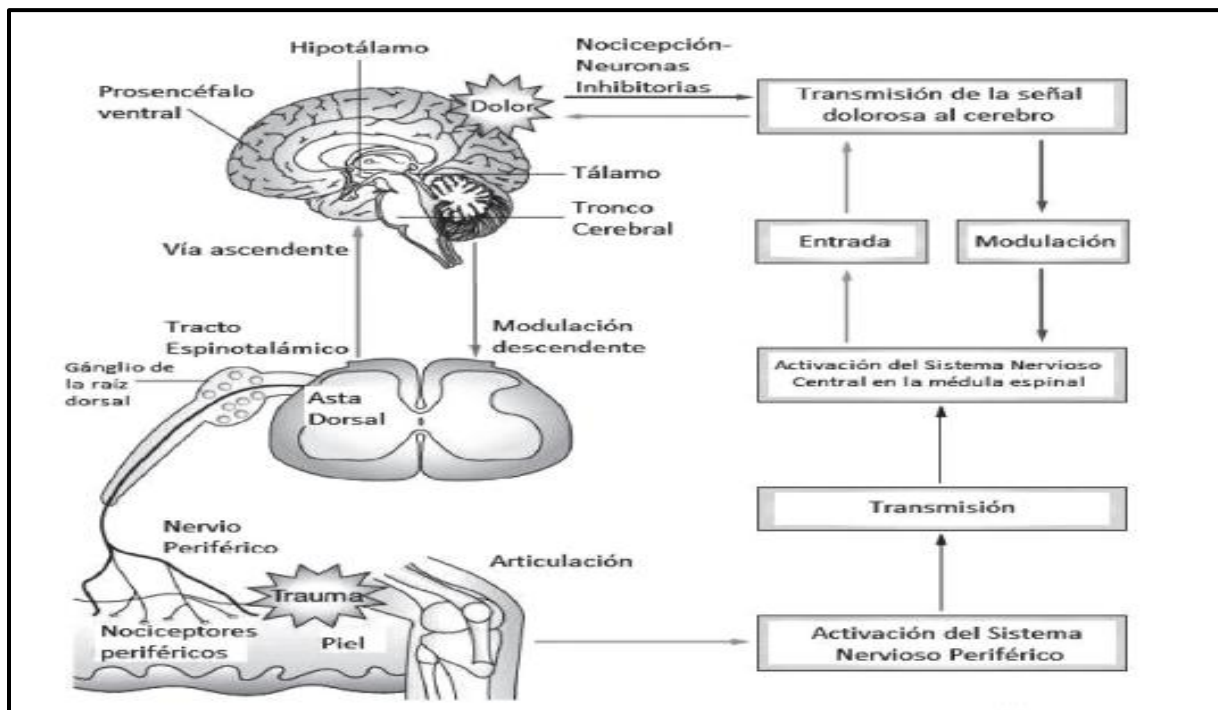 Hipotálamo
Nocicepción-
Neuronas
Inhibitorias
Prosencéfalo
ventral
Dolor
Transmisión de la señal
dolorosa al cerebro
Tálamo
Tronco
Cerebral
Vía ascendente
Entrada
Modulación
Tracto
Espinotalámico
Modulación
descendente
Gánglio de
la raíz
dorsal
Asta
Dorsal
Activación del Sistema Nervioso
Central en la médula espinal
Transmisión
Nervio
Periférico
Articulación
Trauma
Nociceptores
periféricos
Piel
Activación del Sistema
Nervioso Periférico